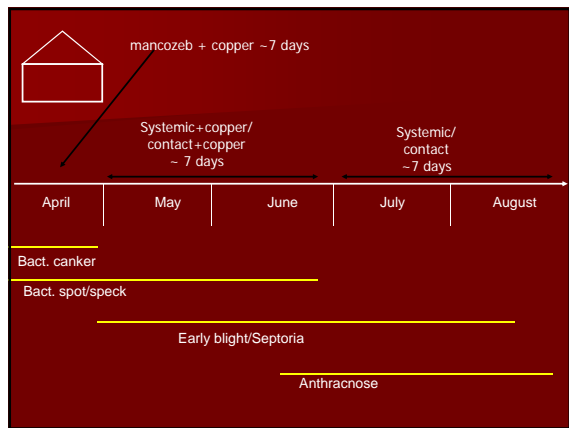 mancozeb + copper ~7 days
Systemic+copper/
contact+copper
~ 7 days
Systemic/
contact
~7 days
April
May
June
July
August
Bact. canker
Bact. spot/speck
Early blight/Septoria
Anthracnose